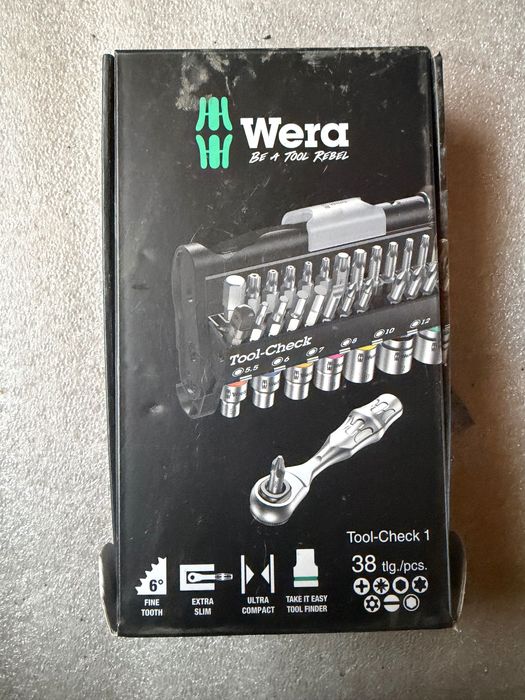 Wera
BE A TOOL REBEL
Tool-Check
5.5
6
7
8
10
12
Tool-Check 1
38 tlg./pcs.
6°
FINE
TOOTH
EXTRA
SLIM
ULTRA
COMPACT
TAKE IT EASY
TOOL FINDER